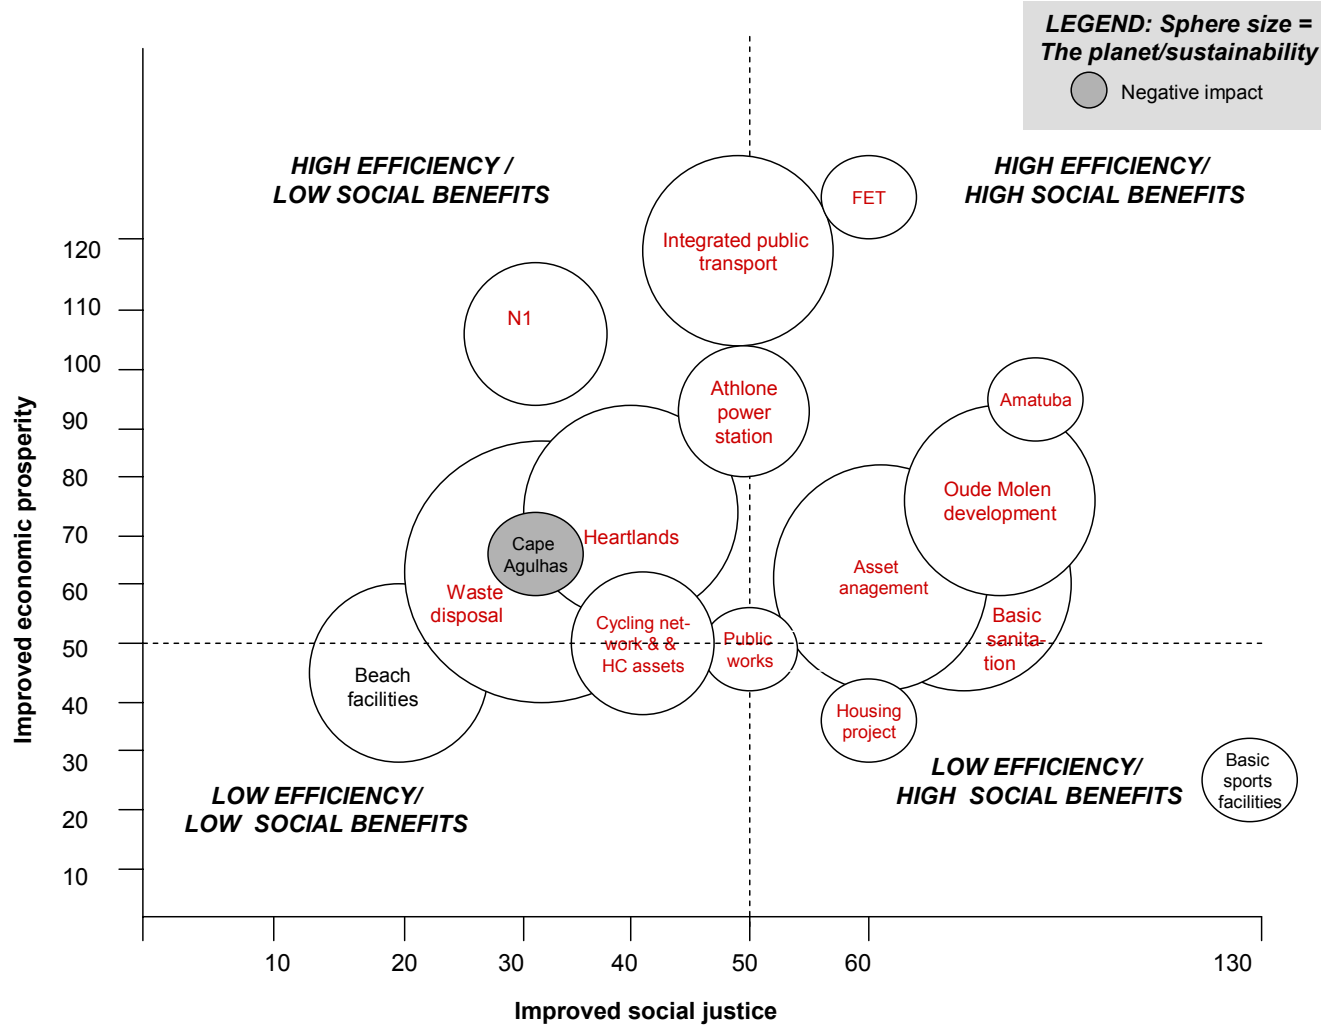 LEGEND: Sphere size =
The planet/sustainability
Negative impact
HIGH EFFICIENCY /
LOW SOCIAL BENEFITS
HIGH EFFICIENCY/
HIGH SOCIAL BENEFITS
FET
Integrated public
transport
N1
Athlone
power
station
Amatuba
Oude Molen
development
Heartlands
Cape
Agulhas
Waste
disposal
Asset
anagement
Cycling net-
work & &
HC assets
Public
works
Basic
sanita-
tion
Beach
facilities
Housing
project
Basic
sports
facilities
LOW EFFICIENCY/
HIGH SOCIAL BENEFITS
LOW EFFICIENCY/
LOW SOCIAL BENEFITS
Improved economic prosperity
120
110
100
90
80
70
60
50
40
30
20
10
10 20 30 40 50 60 130
Improved social justice